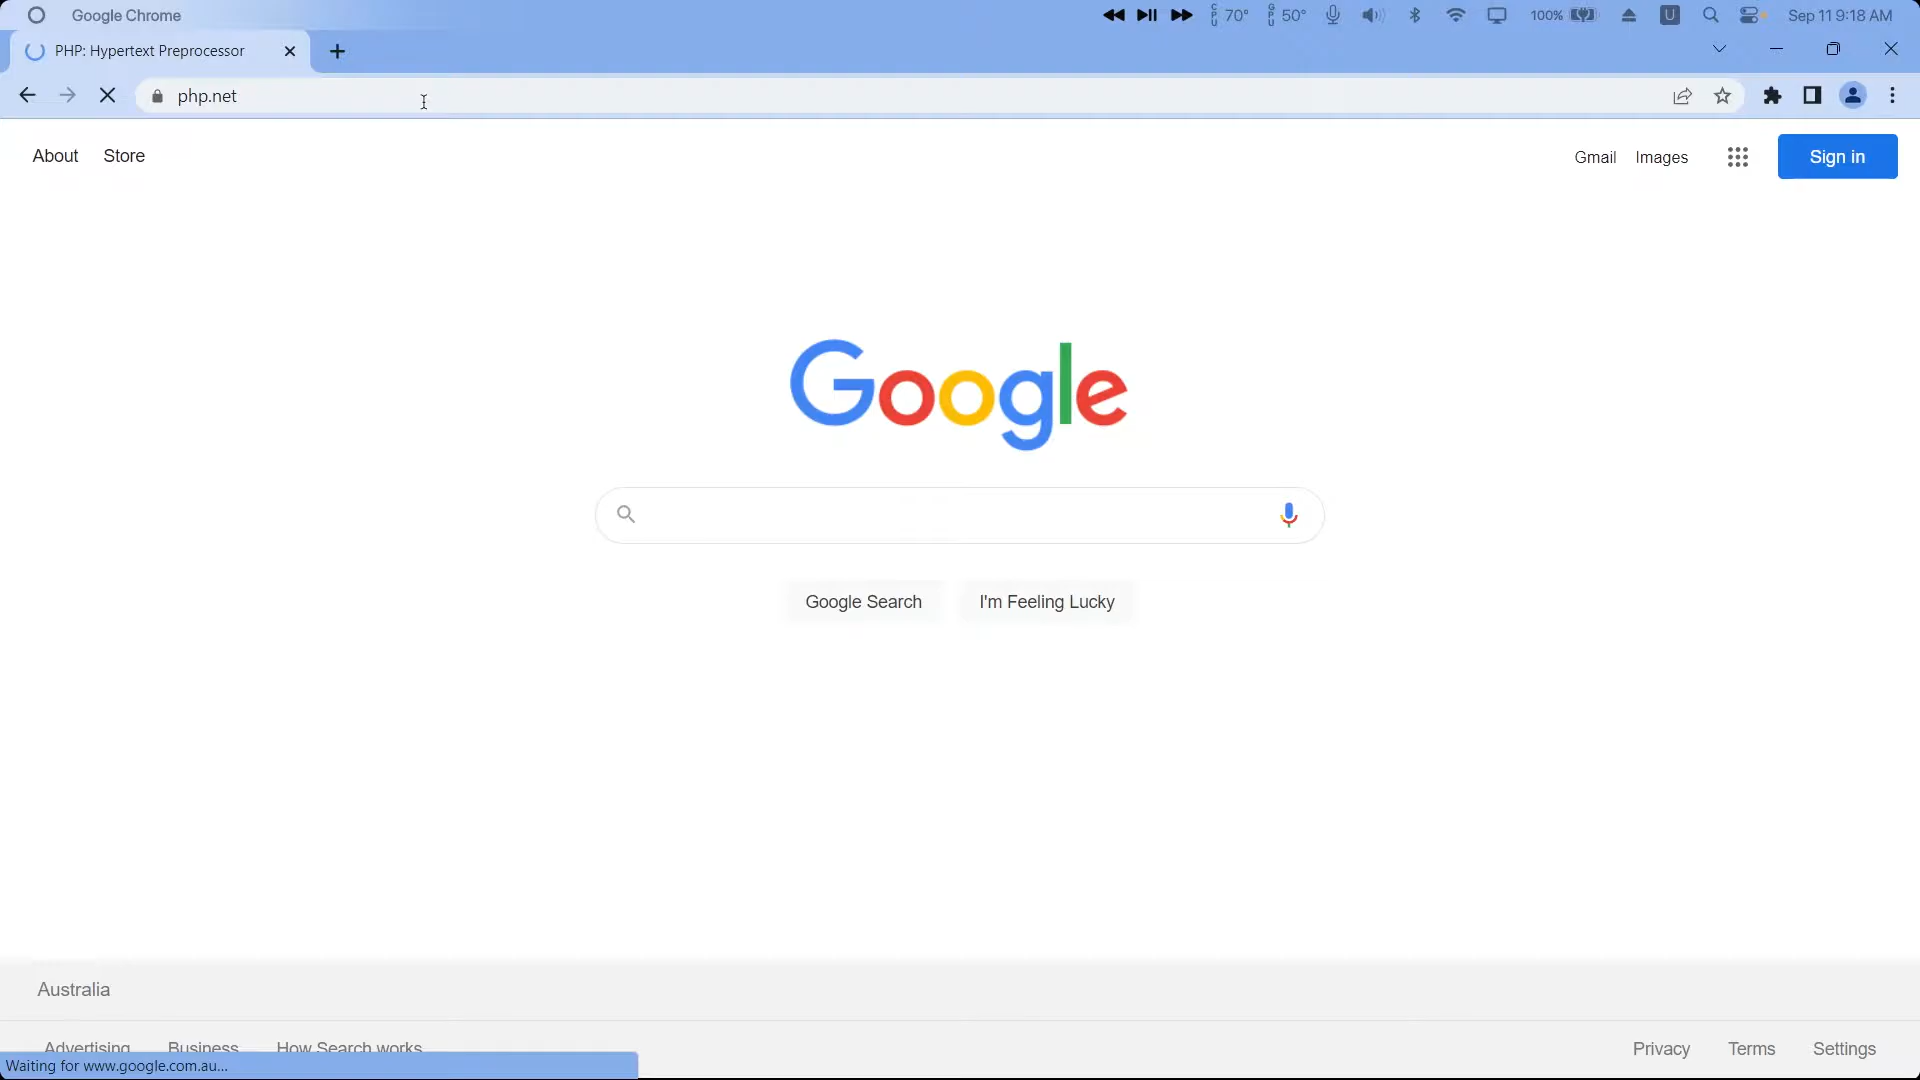 Google Chrome
CPU 70° GPU 50° 100% U Sep 11 9:18 AM
PHP: Hypertext Preprocessor
php.net
About Store Gmail Images Sign in
Google
Google Search I'm Feeling Lucky
Australia
Advertising Business How Search works Privacy Terms Settings
Waiting for www.google.com.au...